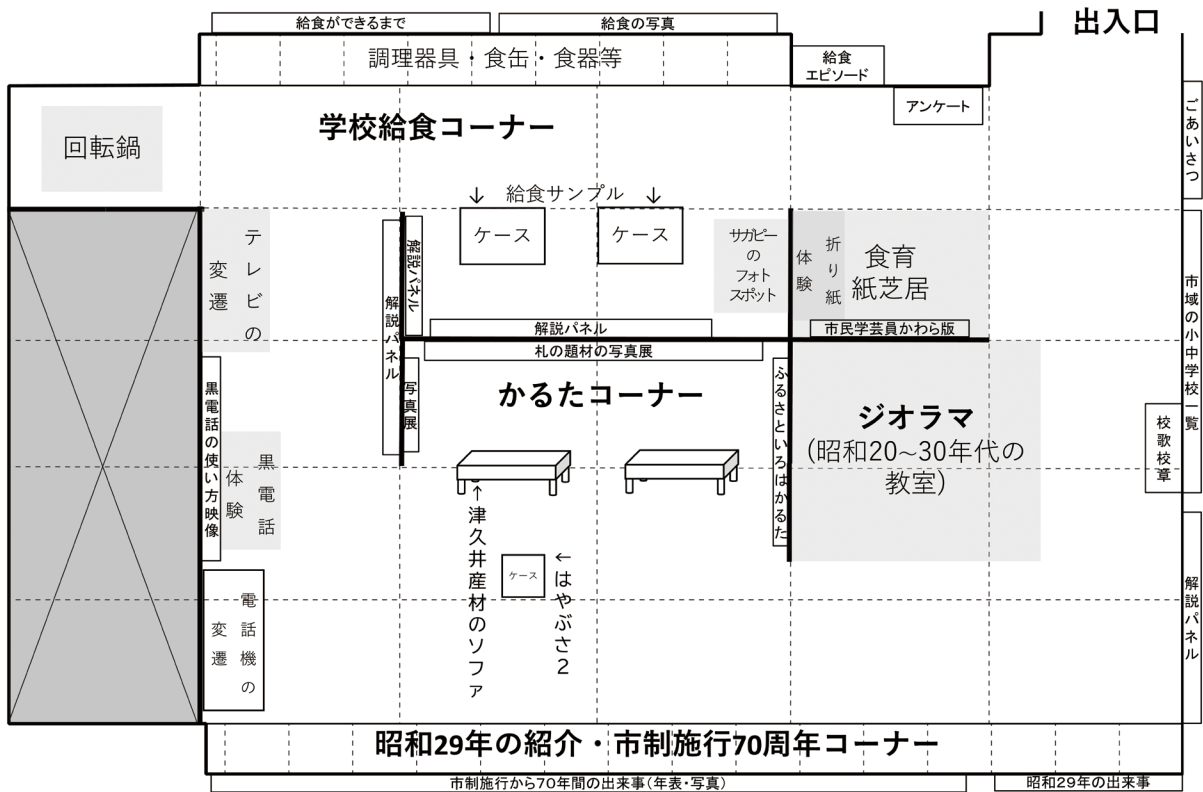 給食ができるまで
給食の写真
出入口
調理器具・食缶・食器等
給食
エピソード
アンケート
ごあいさつ
学校給食コーナー
回転鍋
↓ 給食サンプル ↓
ケース
ケース
テレビの
変遷
解説パネル
解説パネル
サガピー
の
フォト
スポット
折り紙
体験
食育
紙芝居
市域の小中学校一覧
解説パネル
市民学芸員かわら版
札の題材の写真展
写真展
かるたコーナー
ふるさといろはかるた
ジオラマ
(昭和20~30年代の
教室)
校歌校章
黒電話の使い方映像
黒電話
体験
←津久井産材のソファ
ケース
←はやぶさ2
電話機の
変遷
解説パネル
昭和29年の紹介・市制施行70周年コーナー
市制施行から70年間の出来事(年表・写真)
昭和29年の出来事